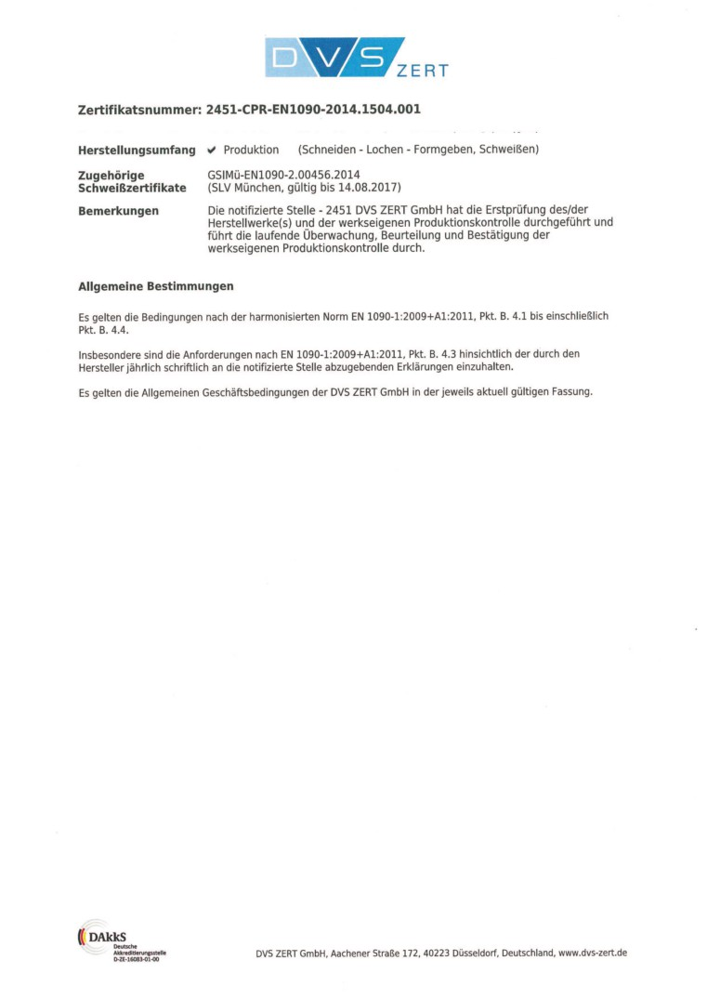 DVS ZERT
Zertifikatsnummer: 2451-CPR-EN1090-2014.1504.001
Herstellungsumfang ✔ Produktion (Schneiden - Lochen - Formgeben, Schweißen)
Zugehörige Schweißzertifikate GSIMü-EN1090-2.00456.2014
(SLV München, gültig bis 14.08.2017)
Bemerkungen Die notifizierte Stelle - 2451 DVS ZERT GmbH hat die Erstprüfung des/der
Herstellwerke(s) und der werkseigenen Produktionskontrolle durchgeführt und
führt die laufende Überwachung, Beurteilung und Bestätigung der
werkseigenen Produktionskontrolle durch.
Allgemeine Bestimmungen
Es gelten die Bedingungen nach der harmonisierten Norm EN 1090-1:2009+A1:2011, Pkt. B. 4.1 bis einschließlich
Pkt. B. 4.4.
Insbesondere sind die Anforderungen nach EN 1090-1:2009+A1:2011, Pkt. B. 4.3 hinsichtlich der durch den
Hersteller jährlich schriftlich an die notifizierte Stelle abzugebenden Erklärungen einzuhalten.
Es gelten die Allgemeinen Geschäftsbedingungen der DVS ZERT GmbH in der jeweils aktuell gültigen Fassung.
DAkkS
Deutsche
Akkreditierungsstelle
D-ZE-16083-01-00
DVS ZERT GmbH, Aachener Straße 172, 40223 Düsseldorf, Deutschland, www.dvs-zert.de